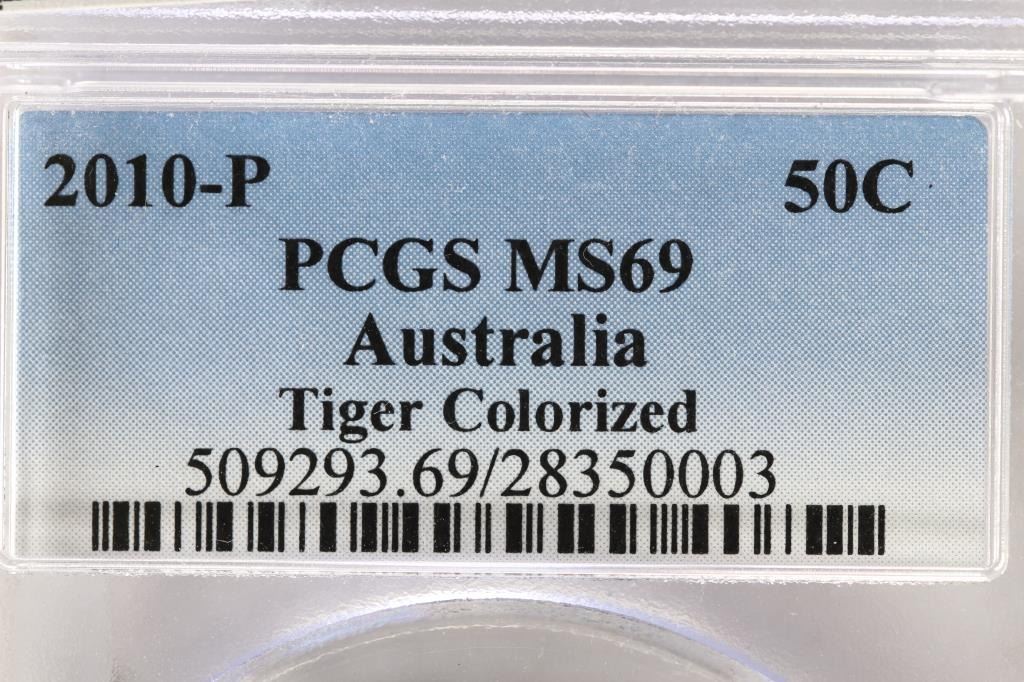 2010-P 50C
PCGS MS69
Australia
Tiger Colorized
509293.69/28350003